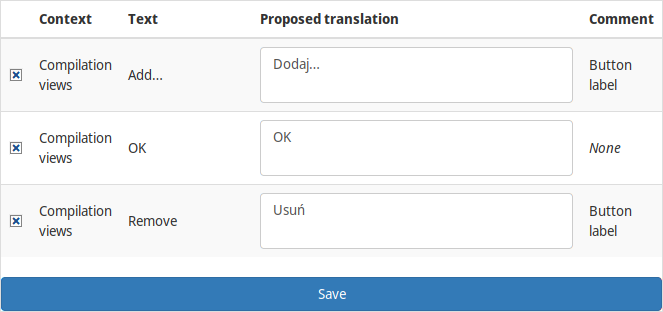 Context Text Proposed translation Comment
Compilation views Add... Dodaj... Button label
Compilation views OK OK None
Compilation views Remove Usuń Button label
Save